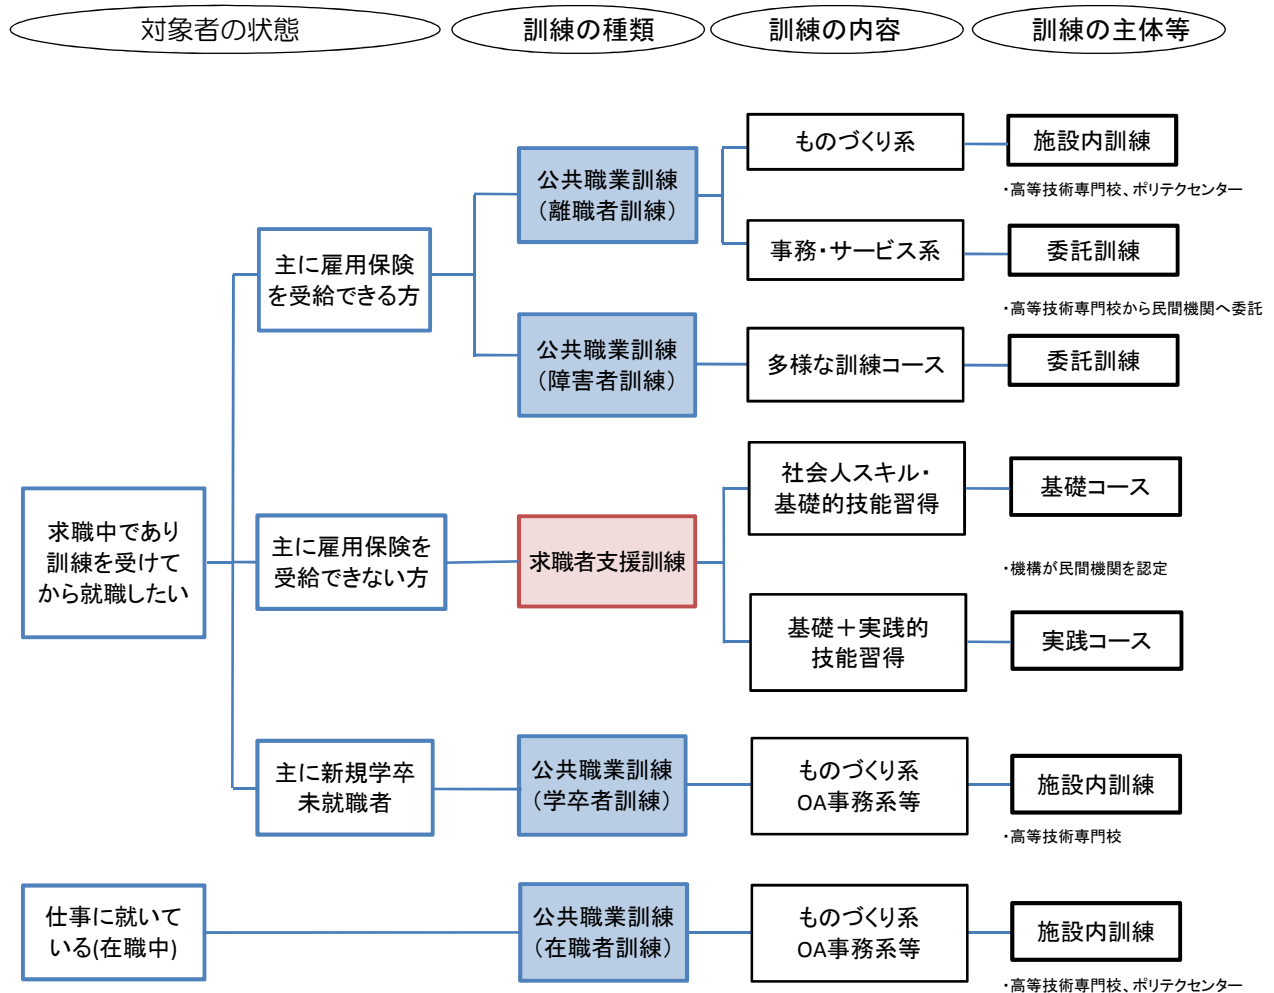 対象者の状態
訓練の種類
訓練の内容
訓練の主体等
ものづくり系
施設内訓練
・高等技術専門校、ポリテクセンター
公共職業訓練
（離職者訓練）
事務・サービス系
委託訓練
・高等技術専門校から民間機関へ委託
主に雇用保険
を受給できる方
公共職業訓練
（障害者訓練）
多様な訓練コース
委託訓練
社会人スキル・
基礎的技能習得
基礎コース
求職中であり
訓練を受けて
から就職したい
主に雇用保険を
受給できない方
求職者支援訓練
・機構が民間機関を認定
基礎＋実践的
技能習得
実践コース
主に新規学卒
未就職者
公共職業訓練
（学卒者訓練）
ものづくり系
OA事務系等
施設内訓練
・高等技術専門校
仕事に就いて
いる(在職中)
公共職業訓練
（在職者訓練）
ものづくり系
OA事務系等
施設内訓練
・高等技術専門校、ポリテクセンター